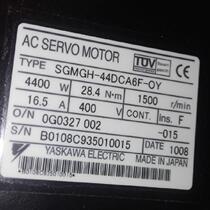 AC SERVO MOTOR
TÜV
TYPE SGMGH-44DCA6F-OY
4400 W 28.4 N·m 1500 r/min
16.5 A 400 V CONT. ins. F
O/N 0G0327 002 -015
S/N B0108C935010015
DATE 1008
YASKAWA ELECTRIC MADE IN JAPAN